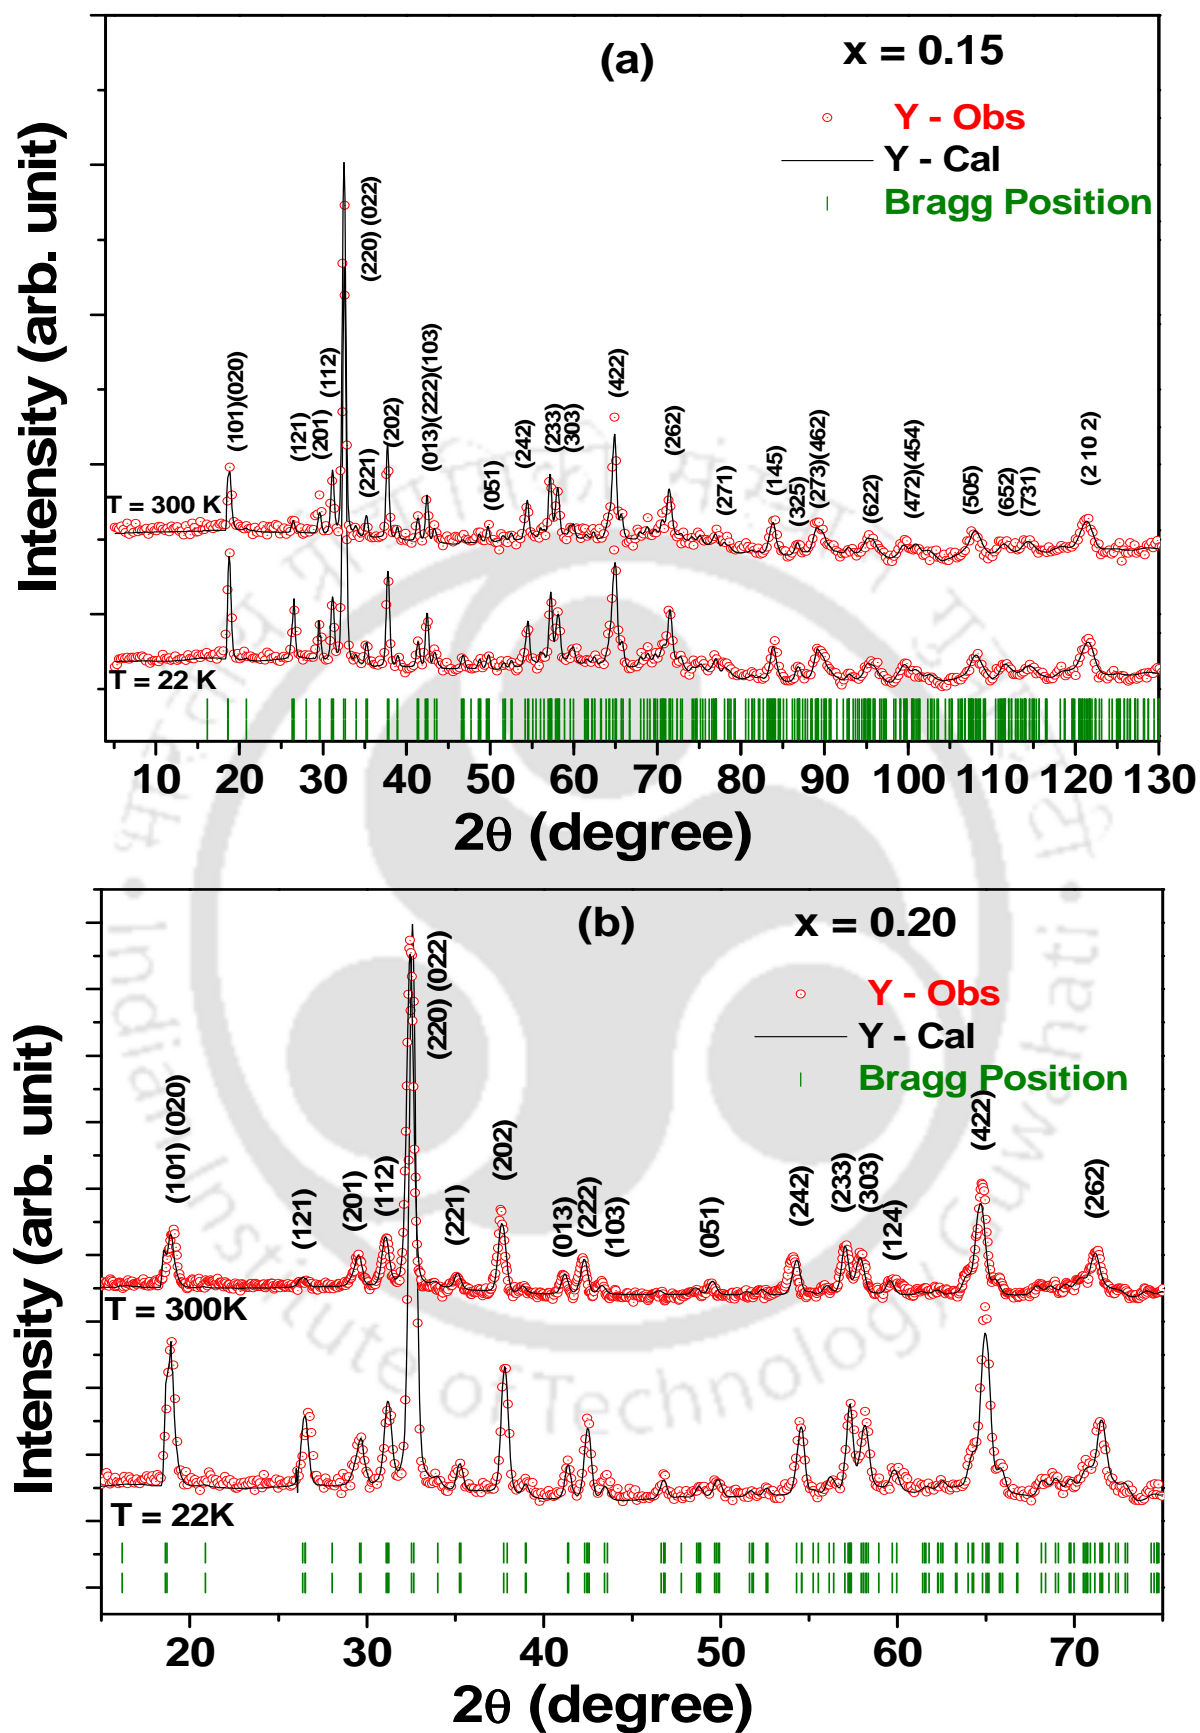 (a)
x = 0.15
Y - Obs
Y - Cal
Bragg Position
Intensity (arb. unit)
(101)(020)
(121)
(201)
(112)
(220) (022)
(221)
(202)
(013)(222)(103)
(051)
(242)
(233)
(303)
(422)
(262)
(271)
(145)
(325)
(273)(462)
(622)
(472)(454)
(505)
(652)
(731)
(2 10 2)
T = 300 K
T = 22 K
10 20 30 40 50 60 70 80 90 100 110 120 130
2θ (degree)
(b)
x = 0.20
Y - Obs
Y - Cal
Bragg Position
Intensity (arb. unit)
(101) (020)
(121)
(201)
(112)
(220) (022)
(221)
(202)
(013)
(222)
(103)
(051)
(242)
(233)
(303)
(124)
(422)
(262)
T = 300K
T = 22K
20 30 40 50 60 70
2θ (degree)
Indian Institute of Technology Guwahati